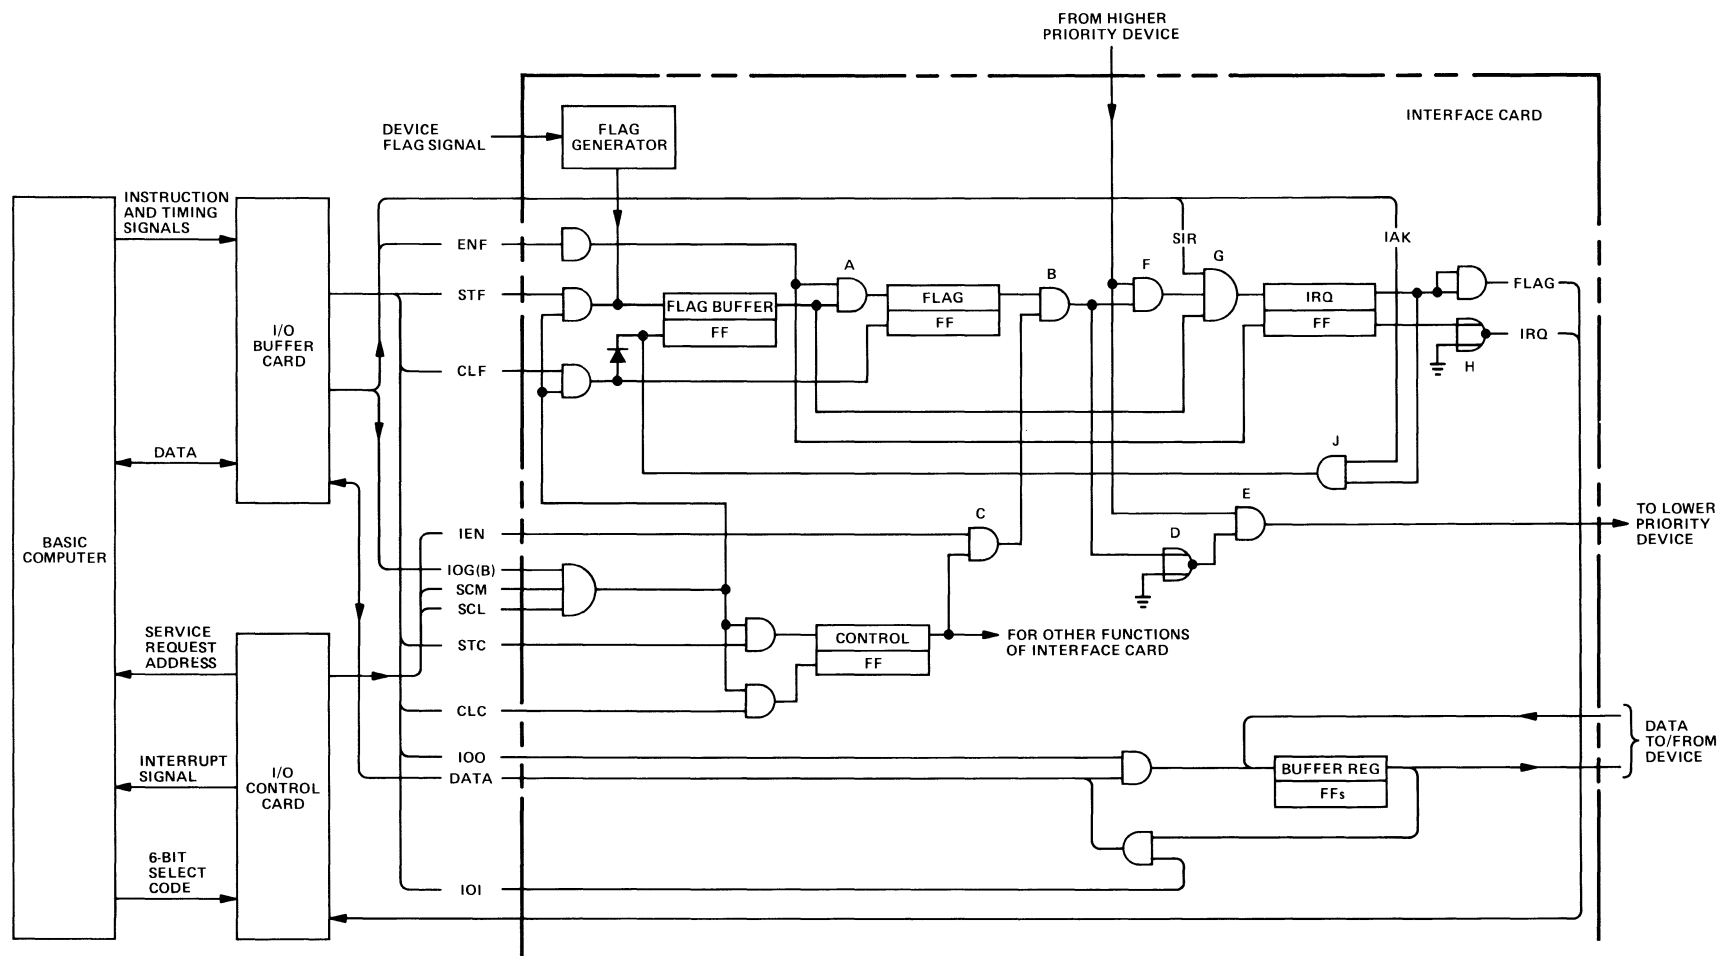 FROM HIGHER
PRIORITY DEVICE
INTERFACE CARD
DEVICE
FLAG SIGNAL
FLAG
GENERATOR
INSTRUCTION
AND TIMING
SIGNALS
ENF
STF
CLF
I/O
BUFFER
CARD
DATA
BASIC
COMPUTER
A
FLAG BUFFER
FF
FLAG
FF
B
F
SIR
G
IAK
IRQ
FF
FLAG
IRQ
H
J
E
D
C
TO LOWER
PRIORITY
DEVICE
IEN
IOG(B)
SCM
SCL
STC
CLC
CONTROL
FF
FOR OTHER FUNCTIONS
OF INTERFACE CARD
SERVICE
REQUEST
ADDRESS
INTERRUPT
SIGNAL
I/O
CONTROL
CARD
6-BIT
SELECT
CODE
IOO
DATA
IOI
BUFFER REG
FFs
DATA
TO/FROM
DEVICE